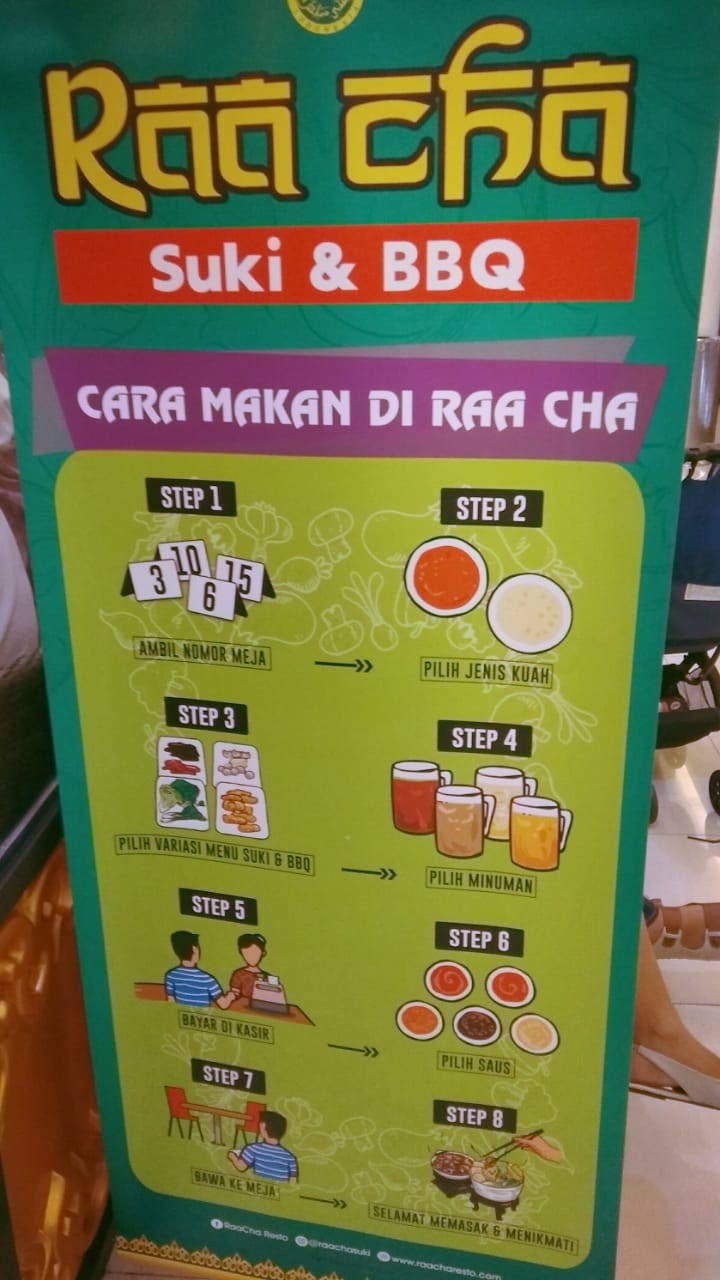 Raa cha
Suki & BBQ
CARA MAKAN DI RAA CHA
STEP 1
3
10
6
15
AMBIL NOMOR MEJA
STEP 2
PILIH JENIS KUAH
STEP 3
PILIH VARIASI MENU SUKI & BBQ
STEP 4
PILIH MINUMAN
STEP 5
BAYAR DI KASIR
STEP 6
PILIH SAUS
STEP 7
BAWA KE MEJA
STEP 8
SELAMAT MEMASAK & MENIKMATI
RaaCha Resto @raachasuki www.raacharesto.com